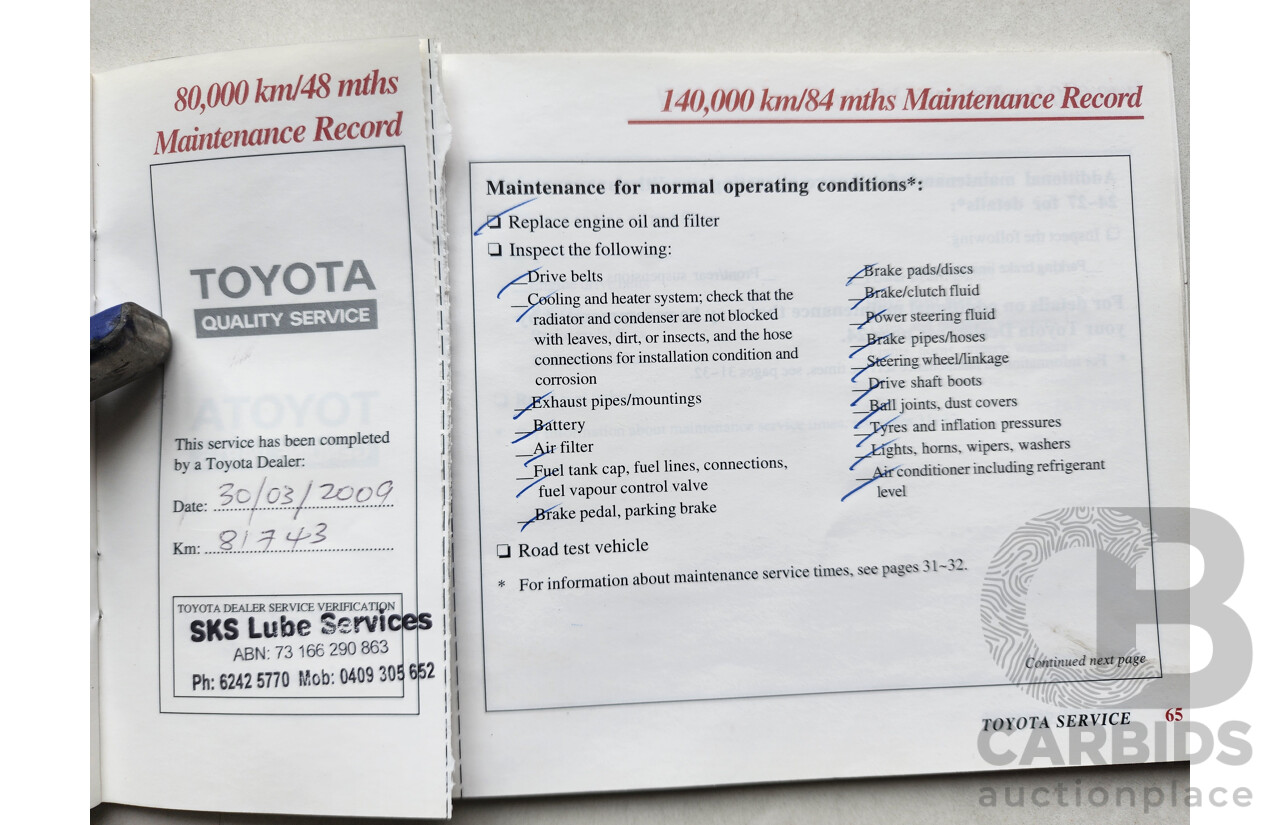 80,000 km/48 mths
Maintenance Record
TOYOTA
QUALITY SERVICE
This service has been completed
by a Toyota Dealer:
Date: 30/03/2009
Km: 81743
TOYOTA DEALER SERVICE VERIFICATION
SKS Lube Services
ABN: 73 166 290 863
Ph: 6242 5770 Mob: 0409 305 652
140,000 km/84 mths Maintenance Record
Maintenance for normal operating conditions*:
Replace engine oil and filter
Inspect the following:
Drive belts
Cooling and heater system; check that the
radiator and condenser are not blocked
with leaves, dirt, or insects, and the hose
connections for installation condition and
corrosion
Exhaust pipes/mountings
Battery
Air filter
Fuel tank cap, fuel lines, connections,
fuel vapour control valve
Brake pedal, parking brake
Brake pads/discs
Brake/clutch fluid
Power steering fluid
Brake pipes/hoses
Steering wheel/linkage
Drive shaft boots
Ball joints, dust covers
Tyres and inflation pressures
Lights, horns, wipers, washers
Air conditioner including refrigerant
level
Road test vehicle
* For information about maintenance service times, see pages 31~32.
Continued next page
TOYOTA SERVICE 65
CB
CARBIDS
auctionplace